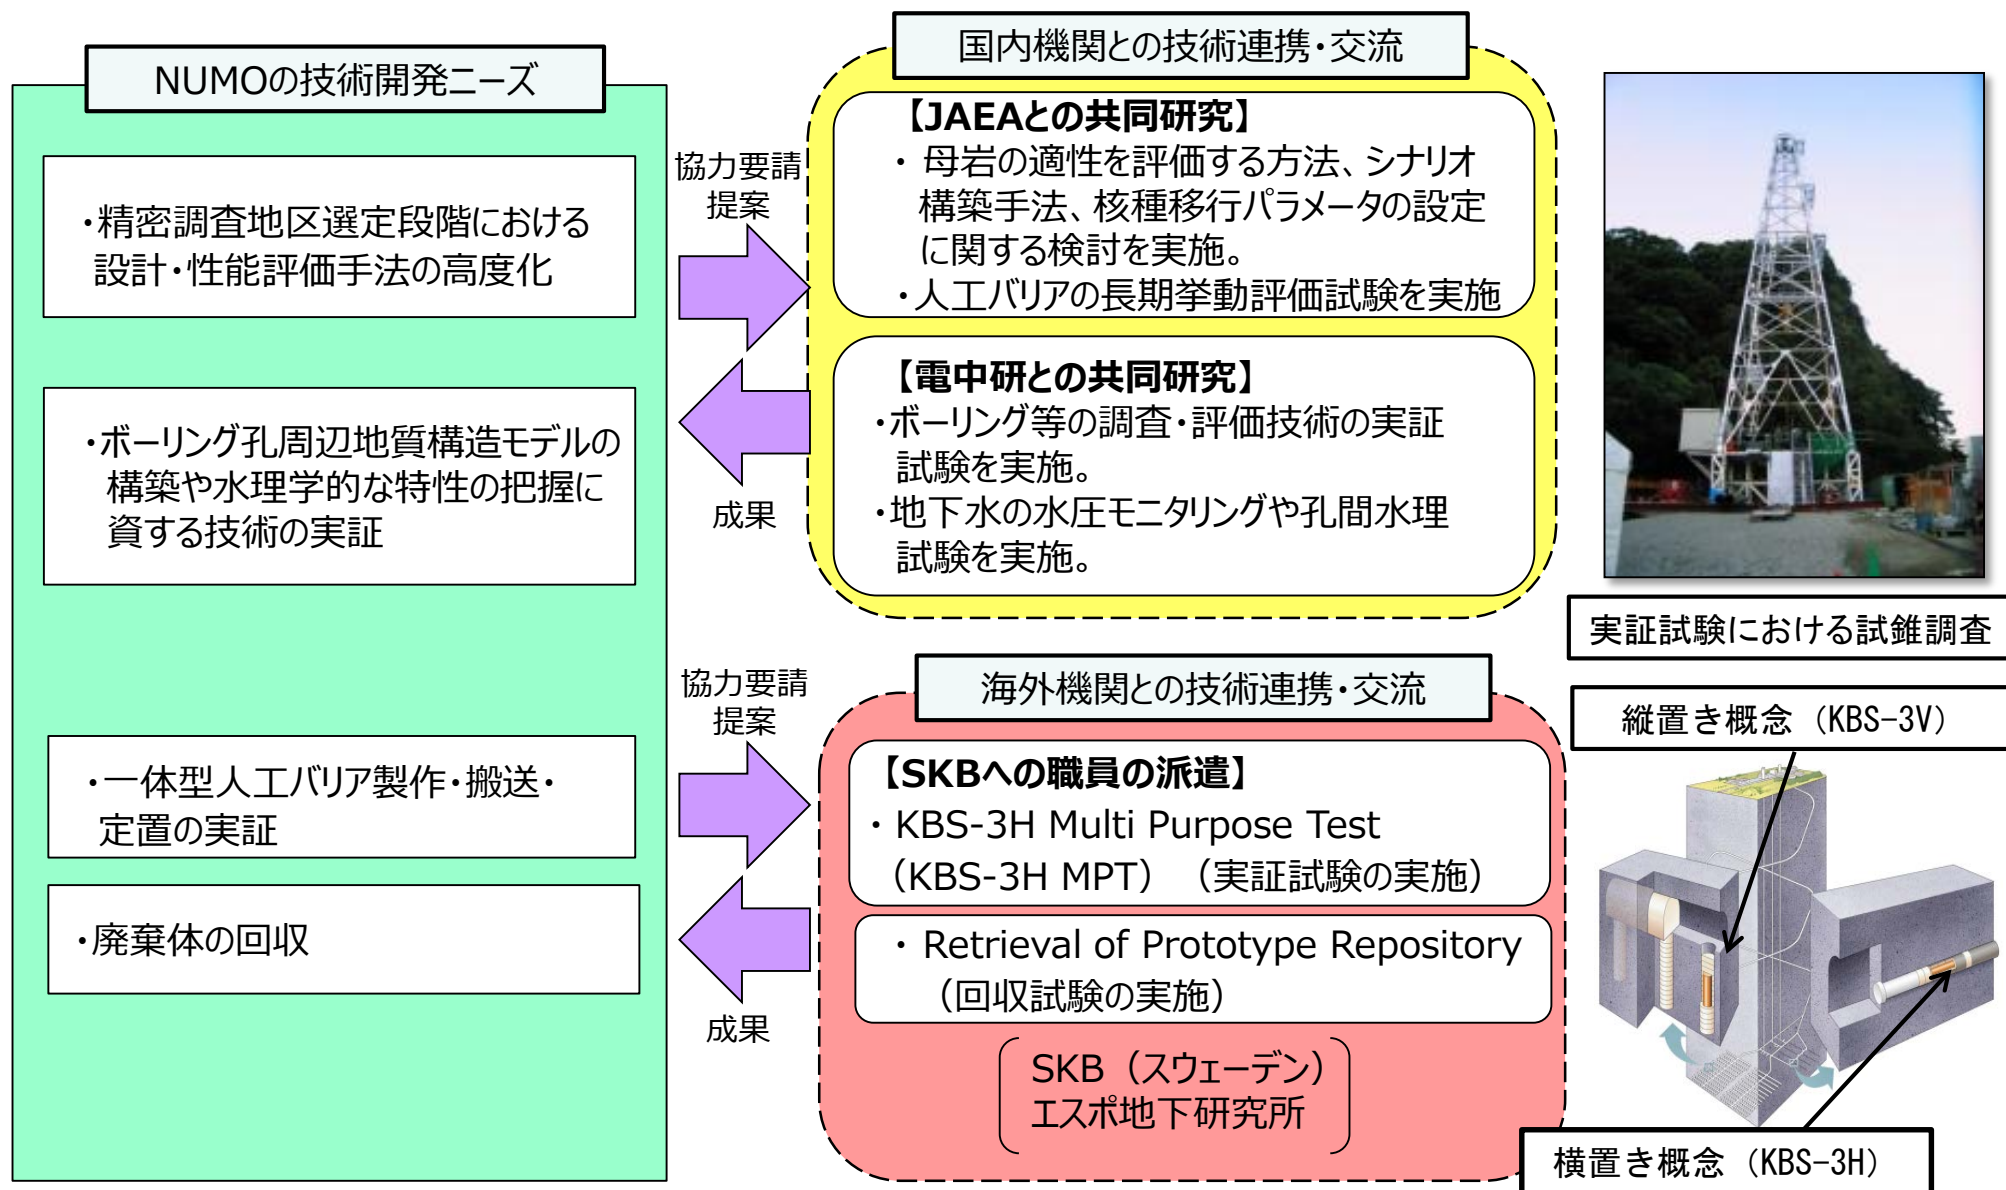 NUMOの技術開発ニーズ
・精密調査地区選定段階における
設計・性能評価手法の高度化
・ボーリング孔周辺地質構造モデルの
構築や水理学的な特性の把握に
資する技術の実証
・一体型人工バリア製作・搬送・
定置の実証
・廃棄体の回収
協力要請
提案
成果
協力要請
提案
成果
国内機関との技術連携・交流
【JAEAとの共同研究】
・ 母岩の適性を評価する方法、シナリオ
構築手法、核種移行パラメータの設定
に関する検討を実施。
・人工バリアの長期挙動評価試験を実施
【電中研との共同研究】
・ボーリング等の調査・評価技術の実証
試験を実施。
・地下水の水圧モニタリングや孔間水理
試験を実施。
海外機関との技術連携・交流
【SKBへの職員の派遣】
・ KBS-3H Multi Purpose Test
（KBS-3H MPT）（実証試験の実施）
・ Retrieval of Prototype Repository
（回収試験の実施）
SKB（スウェーデン）
エスポ地下研究所
実証試験における試錐調査
縦置き概念（KBS-3V）
横置き概念（KBS-3H）